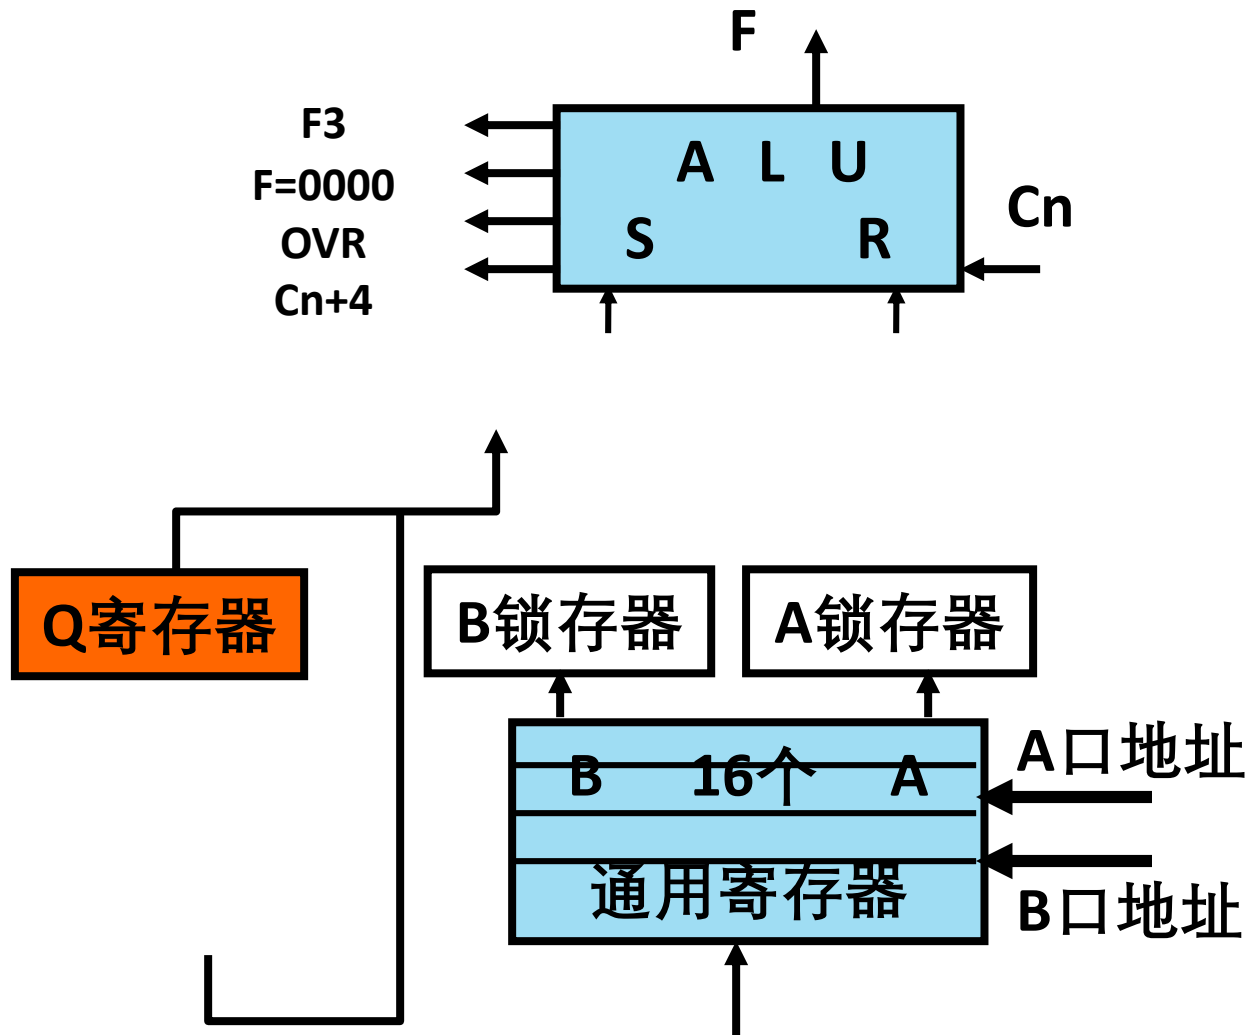 F
F3
F=0000
OVR
Cn+4
A L U
S R
Cn
Q寄存器
B锁存器
A锁存器
B 16个 A
通用寄存器
A口地址
B口地址